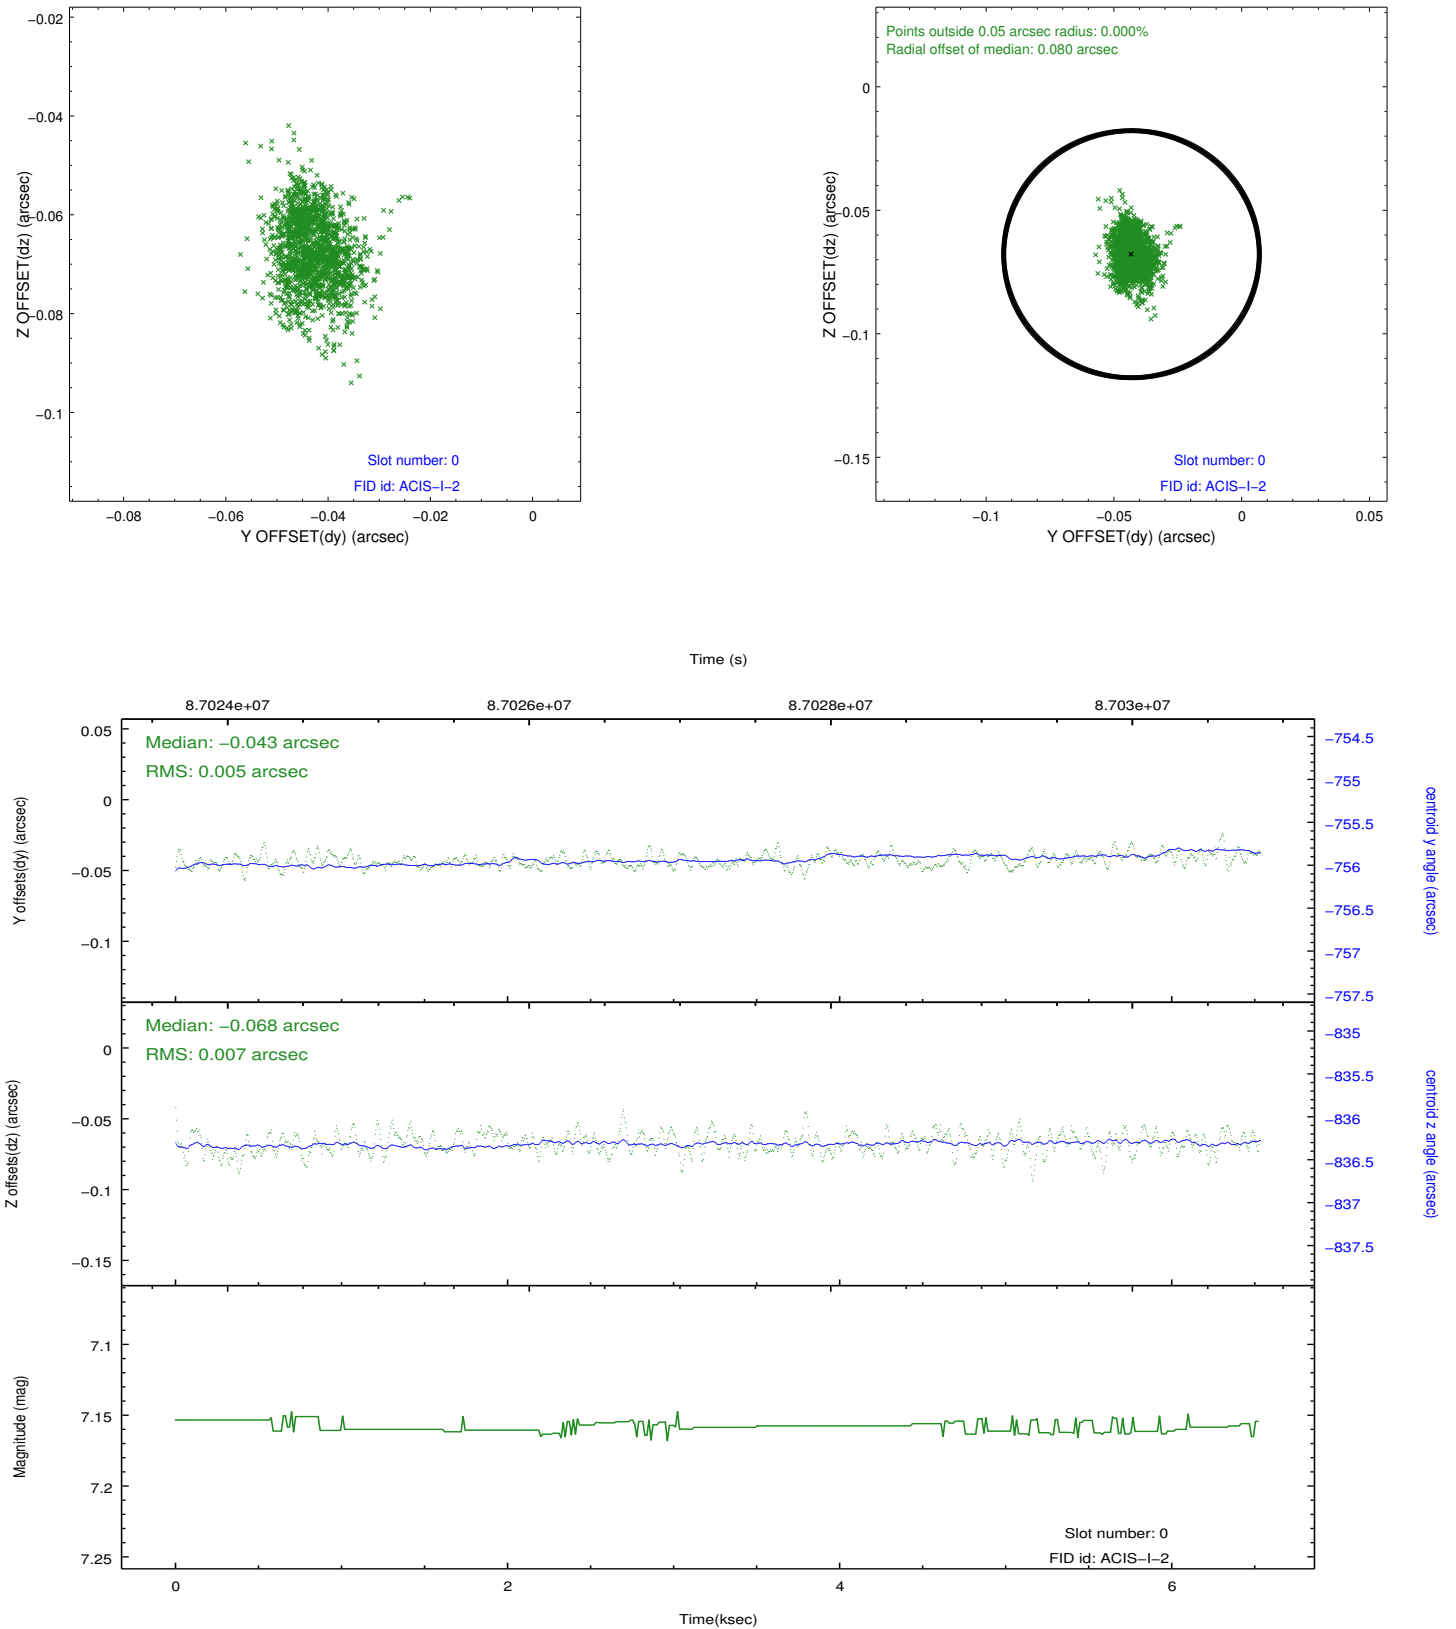 −0.02
−0.04
−0.06
−0.08
−0.1
Z OFFSET(dz) (arcsec)
Slot number: 0
FID id: ACIS−I−2
−0.08
−0.06
−0.04
−0.02
0
Y OFFSET(dy) (arcsec)
Points outside 0.05 arcsec radius: 0.000%
Radial offset of median: 0.080 arcsec
0
−0.05
−0.1
−0.15
Z OFFSET(dz) (arcsec)
Slot number: 0
FID id: ACIS−I−2
−0.1
−0.05
0
0.05
Y OFFSET(dy) (arcsec)
Time (s)
8.7024e+07
8.7026e+07
8.7028e+07
8.703e+07
Median: −0.043 arcsec
RMS: 0.005 arcsec
0.05
0
−0.05
−0.1
Y offsets(dy) (arcsec)
−754.5
−755
−755.5
−756
−756.5
−757
−757.5
centroid y angle (arcsec)
Median: −0.068 arcsec
RMS: 0.007 arcsec
0
−0.05
−0.1
−0.15
Z offsets(dz) (arcsec)
−835
−835.5
−836
−836.5
−837
−837.5
centroid z angle (arcsec)
7.1
7.15
7.2
7.25
Magnitude (mag)
Slot number: 0
FID id: ACIS−I−2
0
2
4
6
Time(ksec)